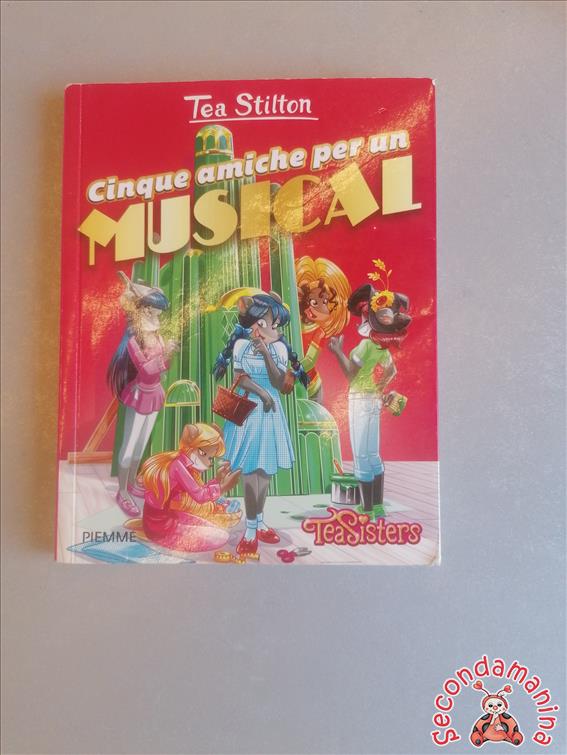 Tea Stilton
Cinque amiche per un
MUSICAL
PIEMME
TeaSisters
Secondamanina